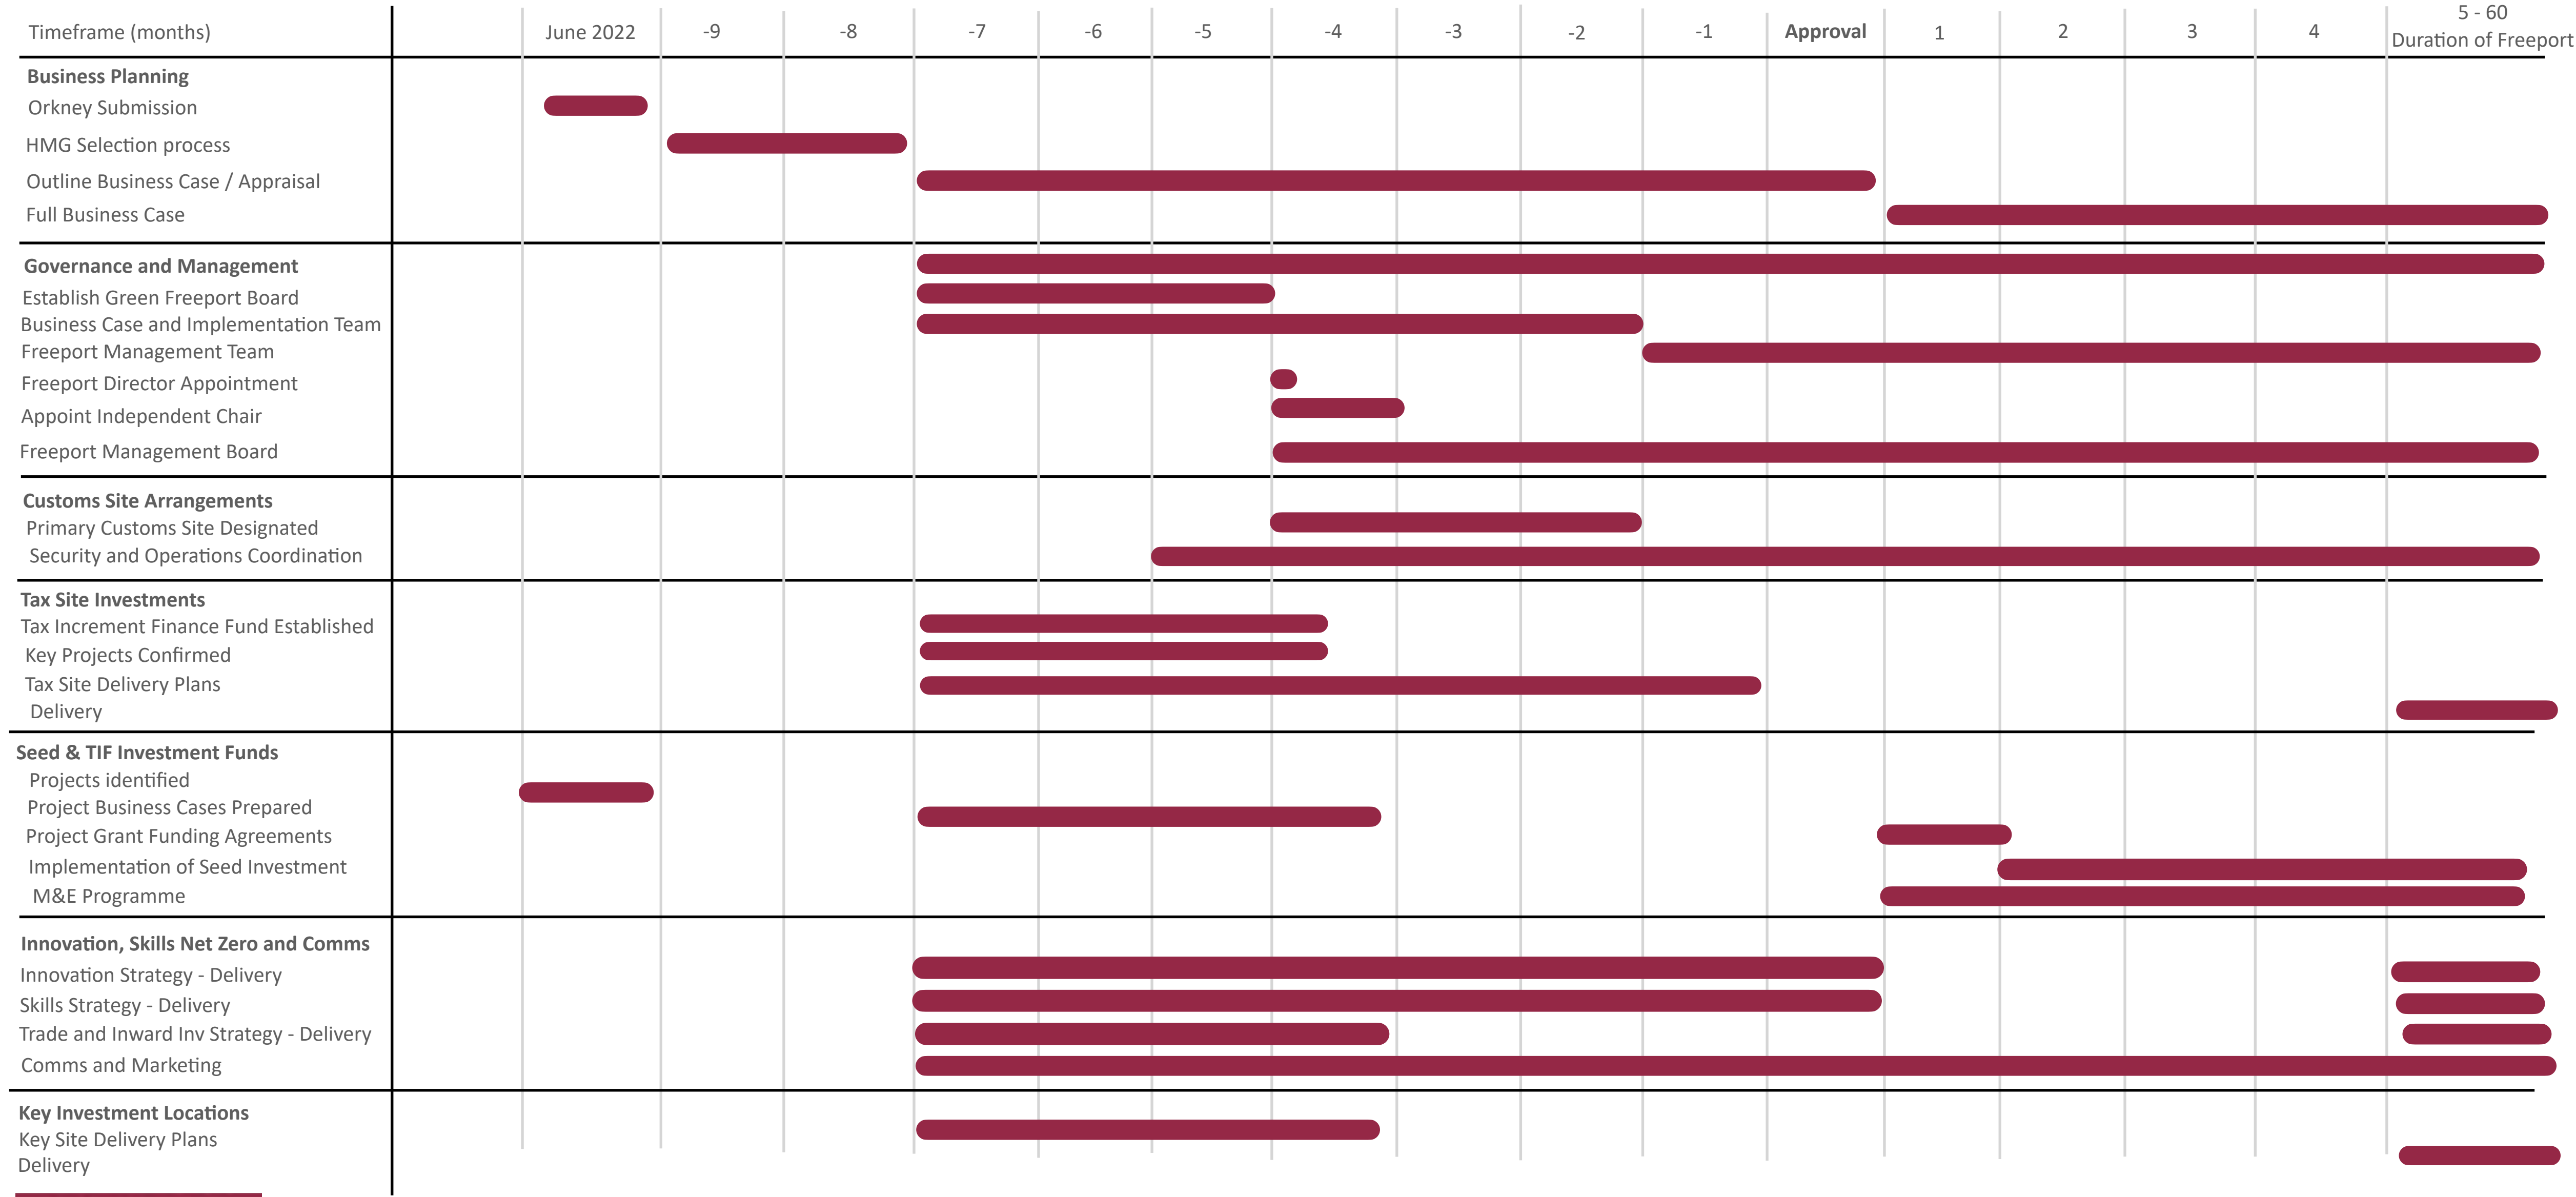 Timeframe (months) June 2022 -9 -8 -7 -6 -5 -4 -3 -2 -1 Approval 1 2 3 4 5 - 60
Duration of Freeport
Business Planning
Orkney Submission
HMG Selection process
Outline Business Case / Appraisal
Full Business Case
Governance and Management
Establish Green Freeport Board
Business Case and Implementation Team
Freeport Management Team
Freeport Director Appointment
Appoint Independent Chair
Freeport Management Board
Customs Site Arrangements
Primary Customs Site Designated
Security and Operations Coordination
Tax Site Investments
Tax Increment Finance Fund Established
Key Projects Confirmed
Tax Site Delivery Plans
Delivery
Seed & TIF Investment Funds
Projects identified
Project Business Cases Prepared
Project Grant Funding Agreements
Implementation of Seed Investment
M&E Programme
Innovation, Skills Net Zero and Comms
Innovation Strategy - Delivery
Skills Strategy - Delivery
Trade and Inward Inv Strategy - Delivery
Comms and Marketing
Key Investment Locations
Key Site Delivery Plans
Delivery